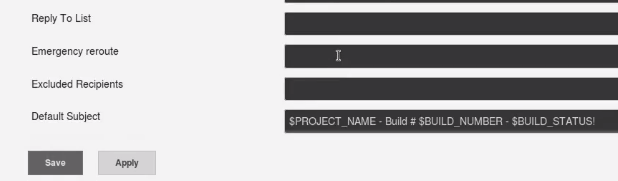 Reply To List
Emergency reroute
Excluded Recipients
Default Subject $PROJECT_NAME - Build # $BUILD_NUMBER - $BUILD_STATUS!
Save Apply